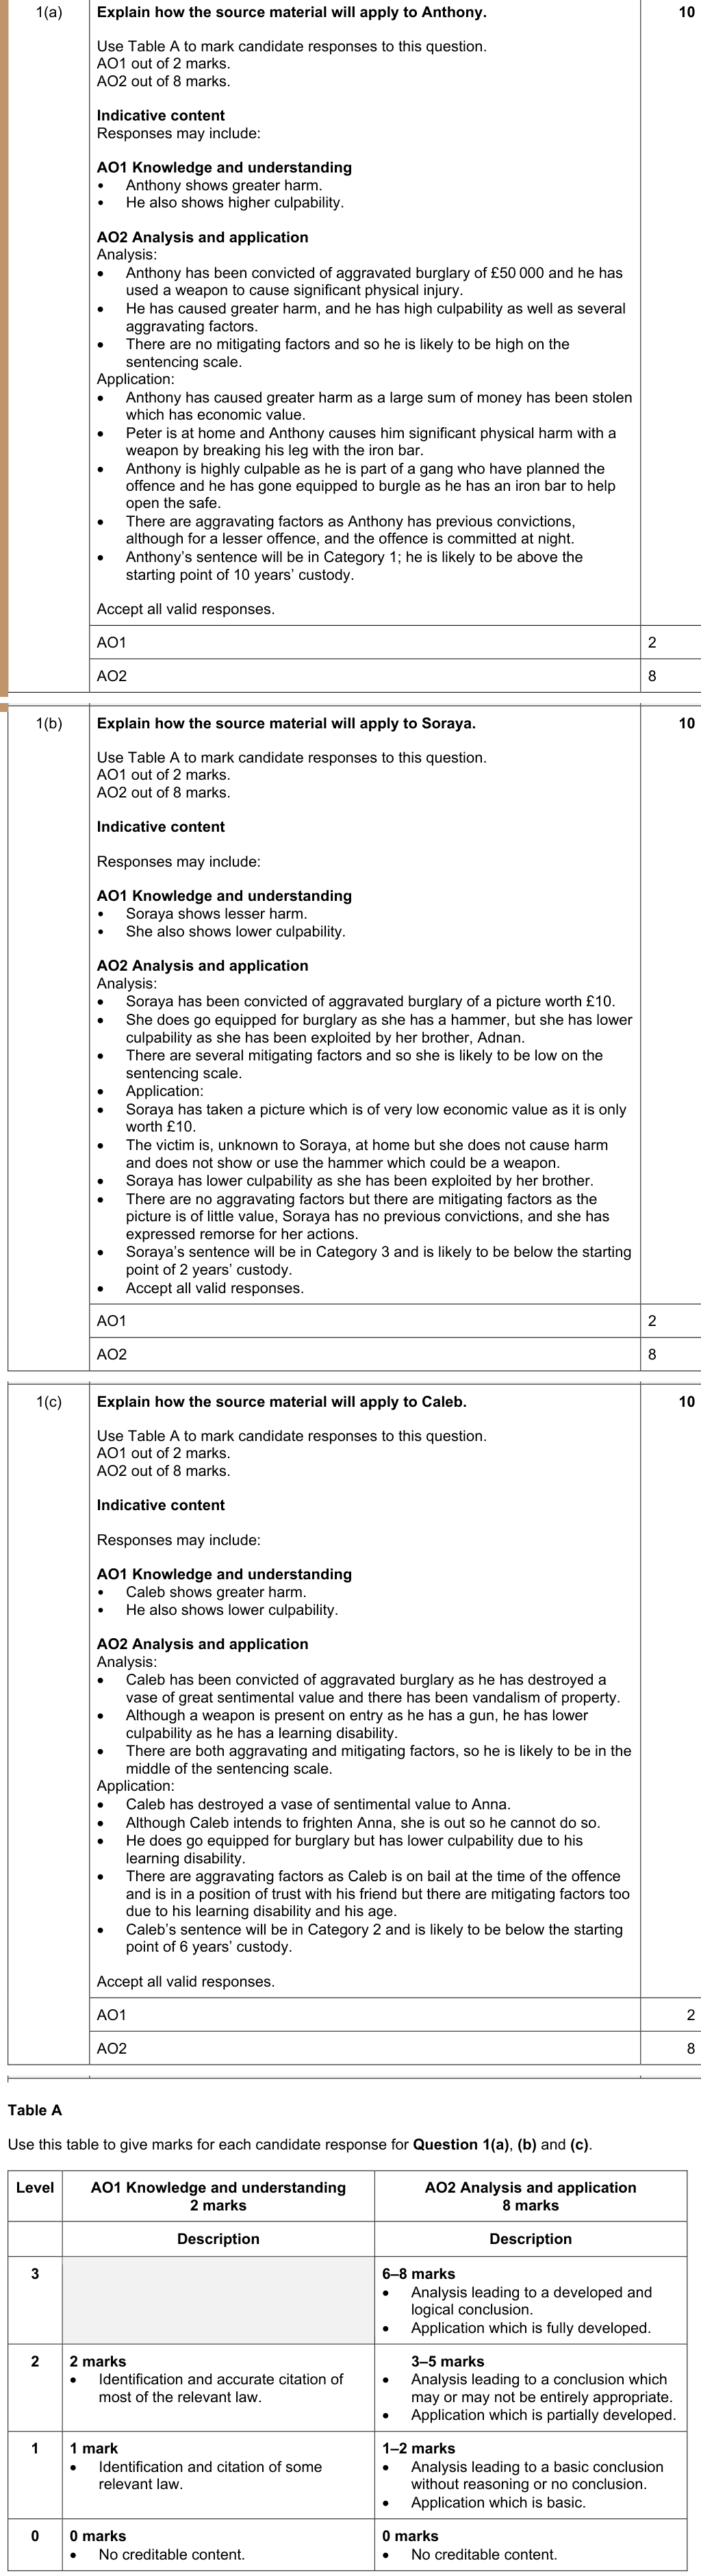 1(a)
Explain how the source material will apply to Anthony.
10
Use Table A to mark candidate responses to this question.
AO1 out of 2 marks.
AO2 out of 8 marks.
Indicative content
Responses may include:
AO1 Knowledge and understanding
• Anthony shows greater harm.
• He also shows higher culpability.
AO2 Analysis and application
Analysis:
• Anthony has been convicted of aggravated burglary of £50 000 and he has
used a weapon to cause significant physical injury.
• He has caused greater harm, and he has high culpability as well as several
aggravating factors.
• There are no mitigating factors and so he is likely to be high on the
sentencing scale.
Application:
• Anthony has caused greater harm as a large sum of money has been stolen
which has economic value.
• Peter is at home and Anthony causes him significant physical harm with a
weapon by breaking his leg with the iron bar.
• Anthony is highly culpable as he is part of a gang who have planned the
offence and he has gone equipped to burgle as he has an iron bar to help
open the safe.
• There are aggravating factors as Anthony has previous convictions,
although for a lesser offence, and the offence is committed at night.
• Anthony's sentence will be in Category 1; he is likely to be above the
starting point of 10 years' custody.
Accept all valid responses.
AO1
2
AO2
8
1(b)
Explain how the source material will apply to Soraya.
10
Use Table A to mark candidate responses to this question.
AO1 out of 2 marks.
AO2 out of 8 marks.
Indicative content
Responses may include:
AO1 Knowledge and understanding
• Soraya shows lesser harm.
• She also shows lower culpability.
AO2 Analysis and application
Analysis:
• Soraya has been convicted of aggravated burglary of a picture worth £10.
• She does go equipped for burglary as she has a hammer, but she has lower
culpability as she has been exploited by her brother, Adnan.
• There are several mitigating factors and so she is likely to be low on the
sentencing scale.
• Application:
• Soraya has taken a picture which is of very low economic value as it is only
worth £10.
• The victim is, unknown to Soraya, at home but she does not cause harm
and does not show or use the hammer which could be a weapon.
• Soraya has lower culpability as she has been exploited by her brother.
• There are no aggravating factors but there are mitigating factors as the
picture is of little value, Soraya has no previous convictions, and she has
expressed remorse for her actions.
• Soraya's sentence will be in Category 3 and is likely to be below the starting
point of 2 years' custody.
• Accept all valid responses.
AO1
2
AO2
8
1(c)
Explain how the source material will apply to Caleb.
10
Use Table A to mark candidate responses to this question.
AO1 out of 2 marks.
AO2 out of 8 marks.
Indicative content
Responses may include:
AO1 Knowledge and understanding
• Caleb shows greater harm.
• He also shows lower culpability.
AO2 Analysis and application
Analysis:
• Caleb has been convicted of aggravated burglary as he has destroyed a
vase of great sentimental value and there has been vandalism of property.
• Although a weapon is present on entry as he has a gun, he has lower
culpability as he has a learning disability.
• There are both aggravating and mitigating factors, so he is likely to be in the
middle of the sentencing scale.
Application:
• Caleb has destroyed a vase of sentimental value to Anna.
• Although Caleb intends to frighten Anna, she is out so he cannot do so.
• He does go equipped for burglary but has lower culpability due to his
learning disability.
• There are aggravating factors as Caleb is on bail at the time of the offence
and is in a position of trust with his friend but there are mitigating factors too
due to his learning disability and his age.
• Caleb's sentence will be in Category 2 and is likely to be below the starting
point of 6 years' custody.
Accept all valid responses.
AO1
2
AO2
8
Table A
Use this table to give marks for each candidate response for Question 1(a), (b) and (c).
Level
AO1 Knowledge and understanding
2 marks
AO2 Analysis and application
8 marks
Description
Description
3
6–8 marks
• Analysis leading to a developed and
logical conclusion.
• Application which is fully developed.
2
2 marks
• Identification and accurate citation of
most of the relevant law.
3–5 marks
• Analysis leading to a conclusion which
may or may not be entirely appropriate.
• Application which is partially developed.
1
1 mark
• Identification and citation of some
relevant law.
1–2 marks
• Analysis leading to a basic conclusion
without reasoning or no conclusion.
• Application which is basic.
0
0 marks
• No creditable content.
0 marks
• No creditable content.